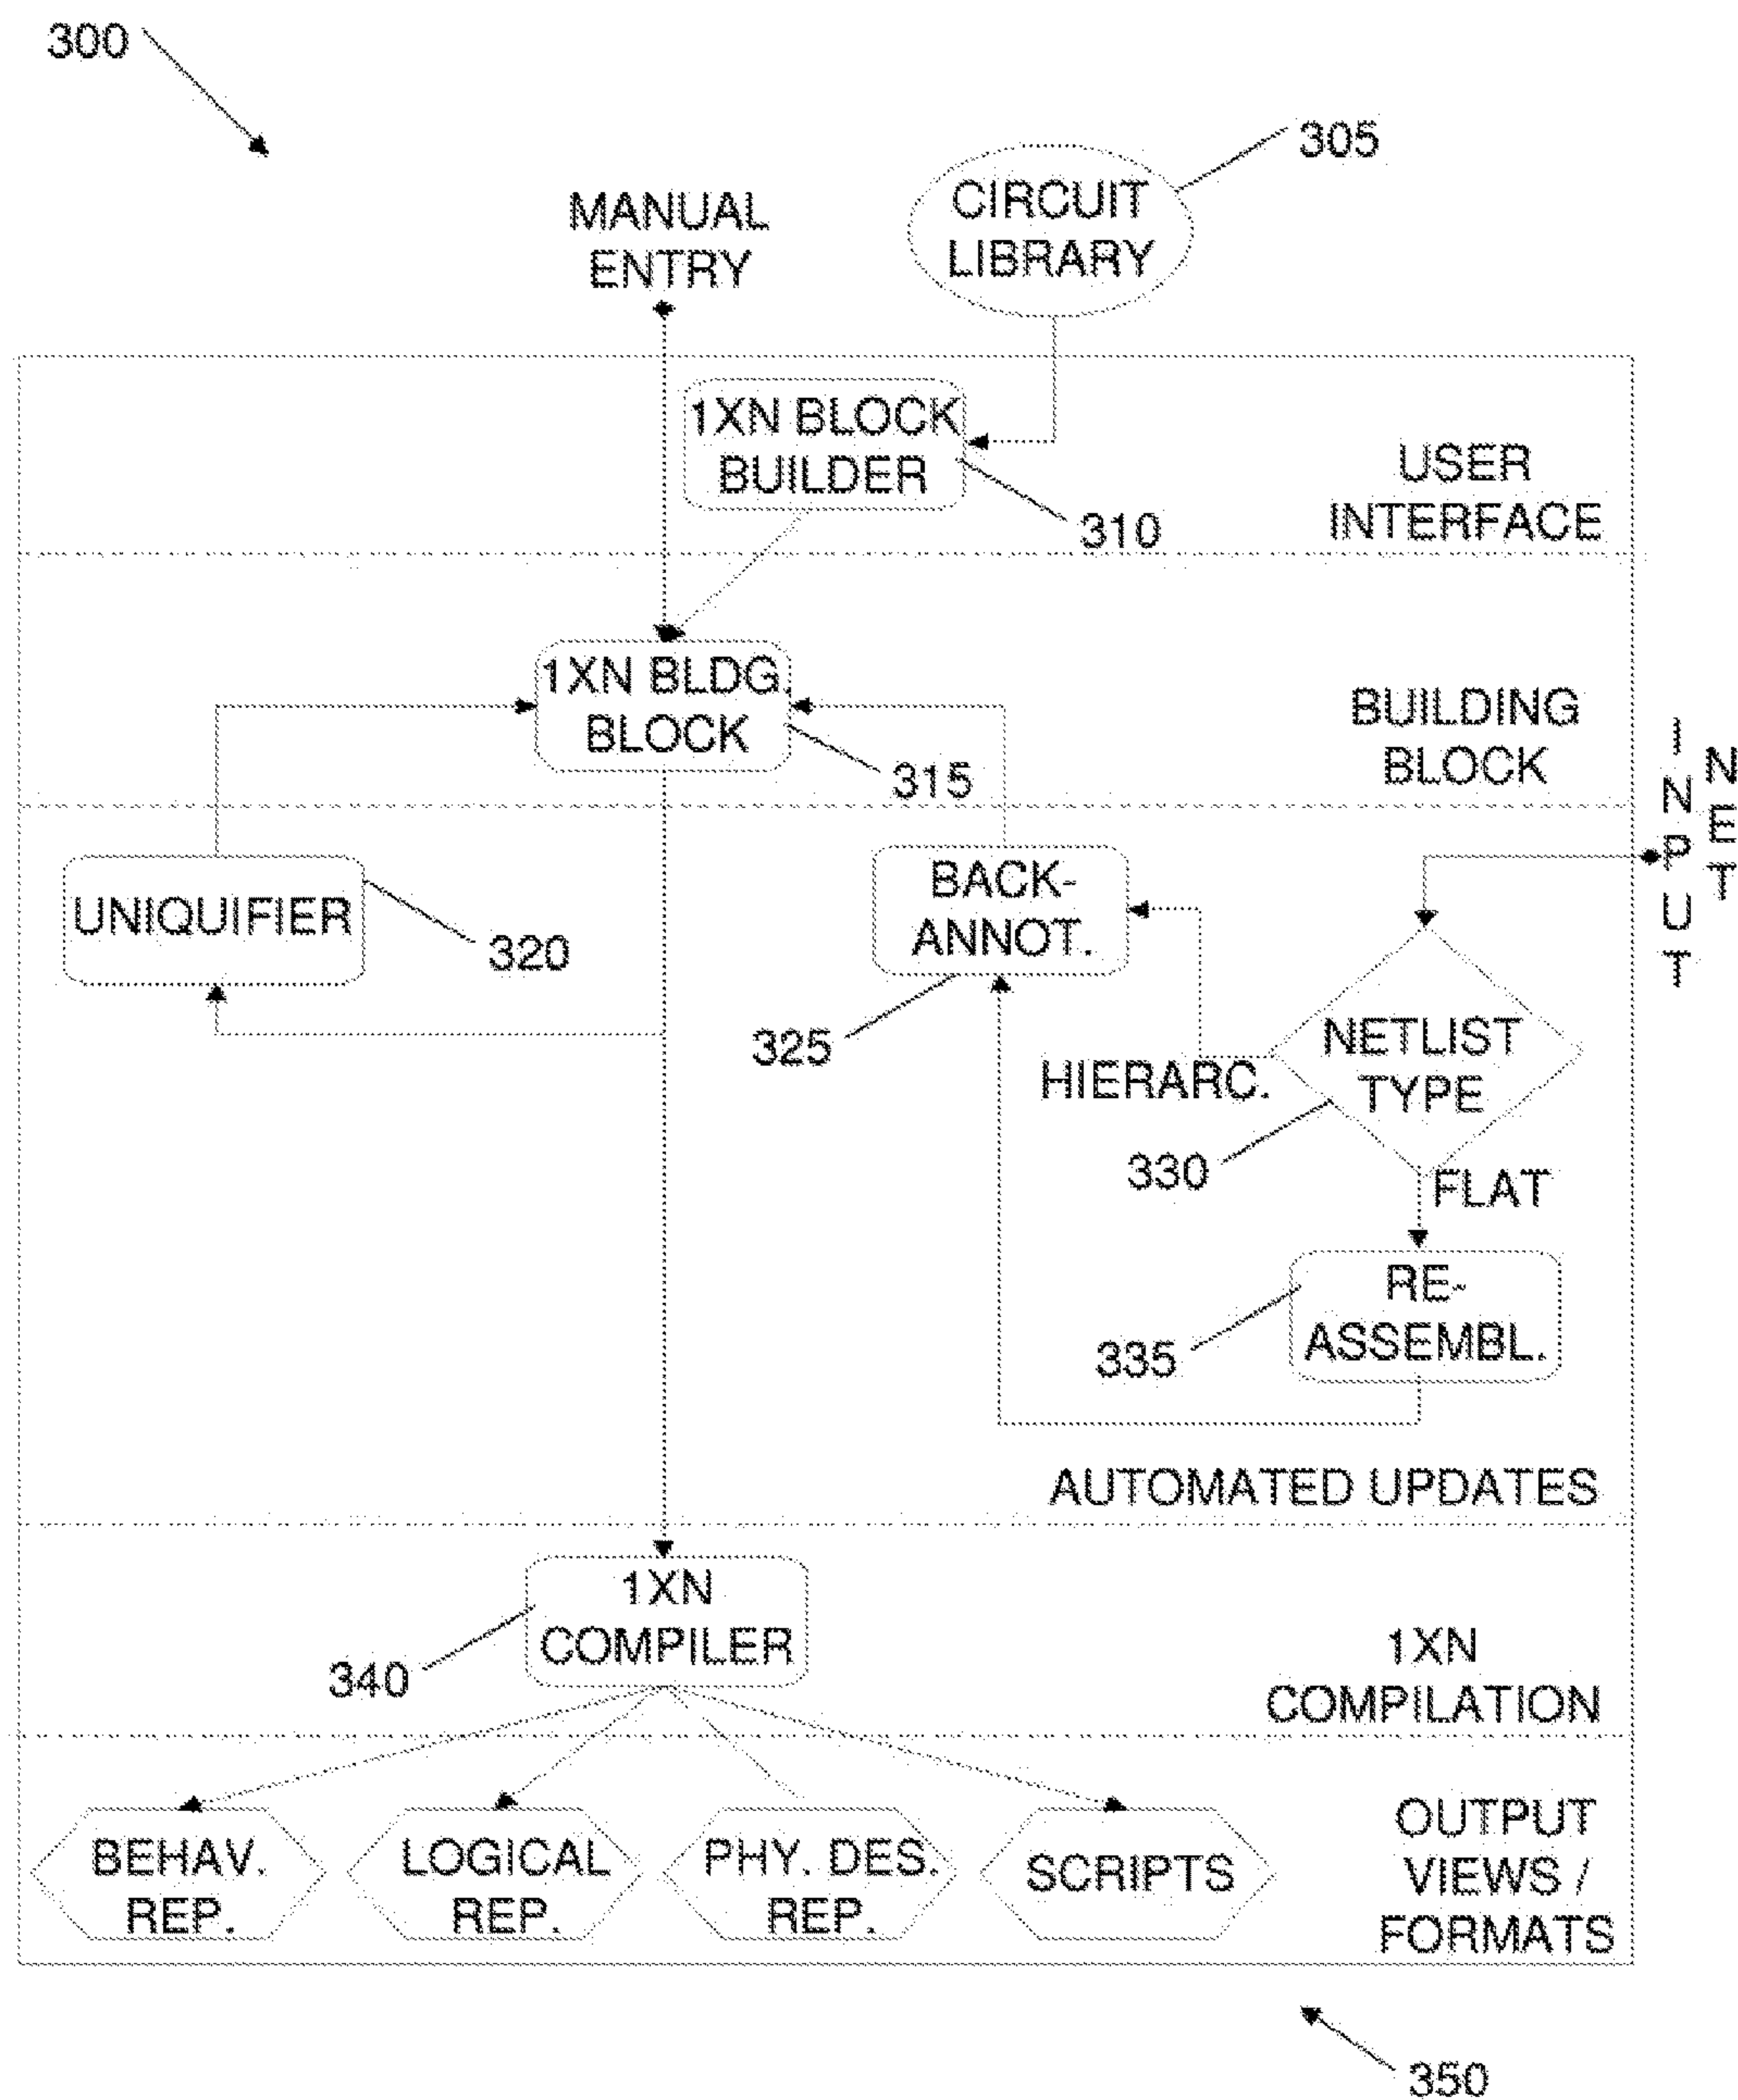 300
305
CIRCUIT
LIBRARY
MANUAL
ENTRY
1XN BLOCK
BUILDER
310
USER
INTERFACE
1XN BLDG
BLOCK
315
BUILDING
BLOCK
NET
INPUT
UNIQUIFIER
320
BACK-
ANNOT.
325
NETLIST
TYPE
HIERARC.
330
FLAT
RE-
ASSEMBL.
335
AUTOMATED UPDATES
1XN
COMPILER
340
1XN
COMPILATION
BEHAV.
REP.
LOGICAL
REP.
PHY. DES.
REP.
SCRIPTS
OUTPUT
VIEWS /
FORMATS
350